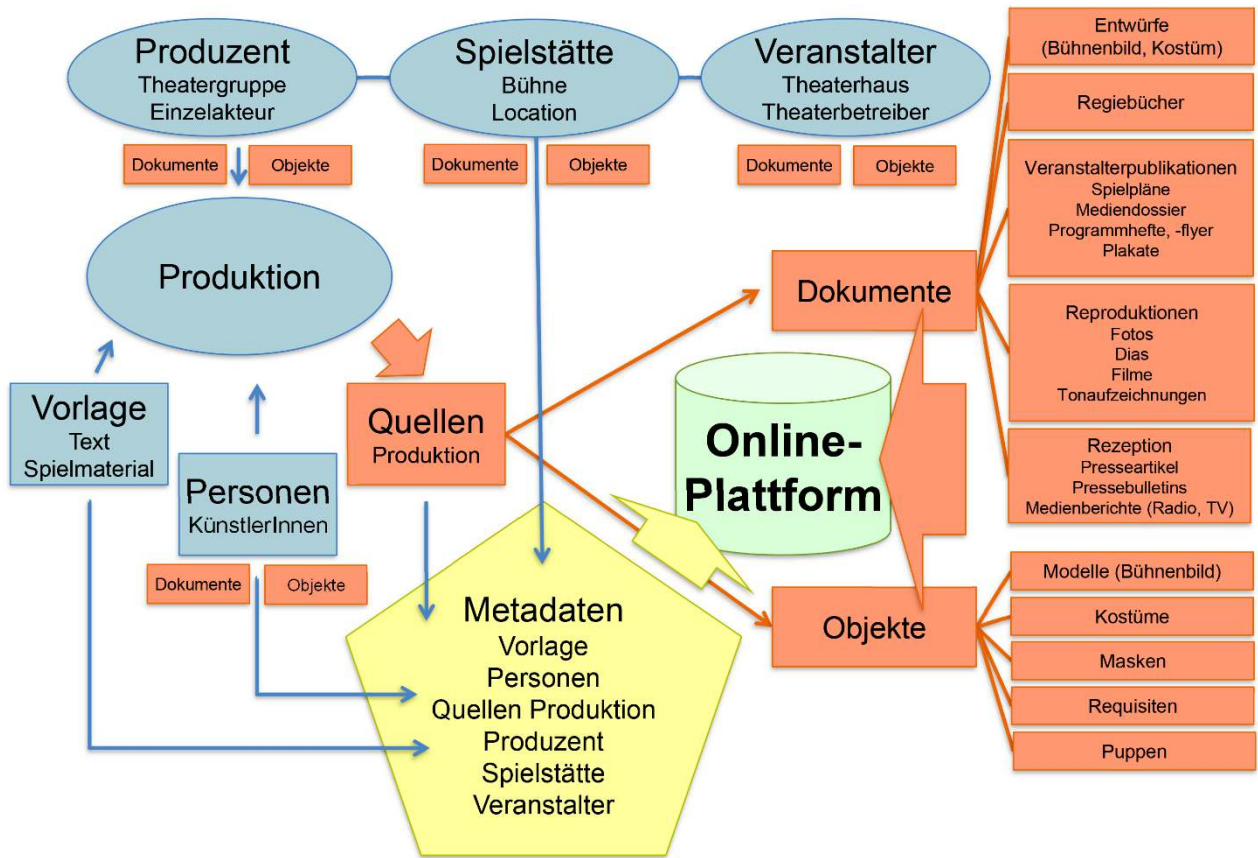 Produzent
Theatergruppe
Einzelakteur
Spielstätte
Bühne
Location
Veranstalter
Theaterhaus
Theaterbetreiber
Dokumente
Objekte
Dokumente
Objekte
Dokumente
Objekte
Produktion
Vorlage
Text
Spielmaterial
Personen
KünstlerInnen
Dokumente
Objekte
Quellen
Produktion
Metadaten
Vorlage
Personen
Quellen Produktion
Produzent
Spielstätte
Veranstalter
Online-
Plattform
Dokumente
Objekte
Entwürfe
(Bühnenbild, Kostüm)
Regiebücher
Veranstalterpublikationen
Spielpläne
Mediendossier
Programmhefte, -flyer
Plakate
Reproduktionen
Fotos
Dias
Filme
Tonaufzeichnungen
Rezeption
Presseartikel
Pressebulletins
Medienberichte (Radio, TV)
Modelle (Bühnenbild)
Kostüme
Masken
Requisiten
Puppen